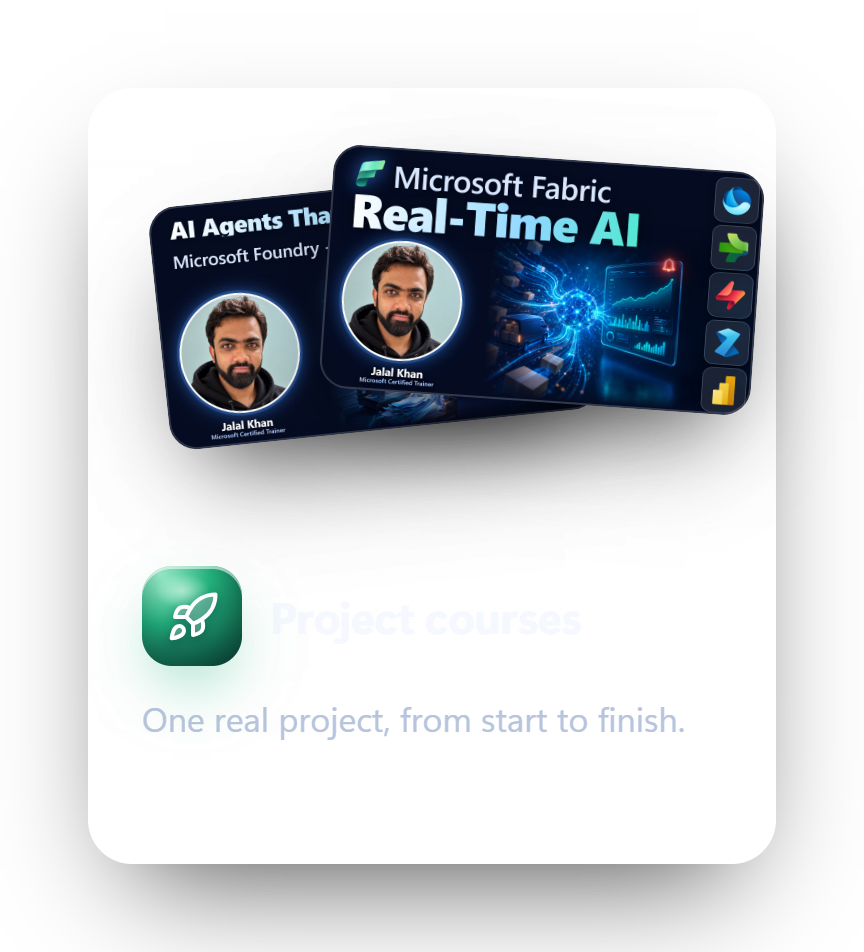 AI Agents Tha
Microsoft Foundry
Jalal Khan
Microsoft Certified Trainer
Microsoft Fabric
Real-Time AI
Jalal Khan
Microsoft Certified Trainer
Project courses
One real project, from start to finish.